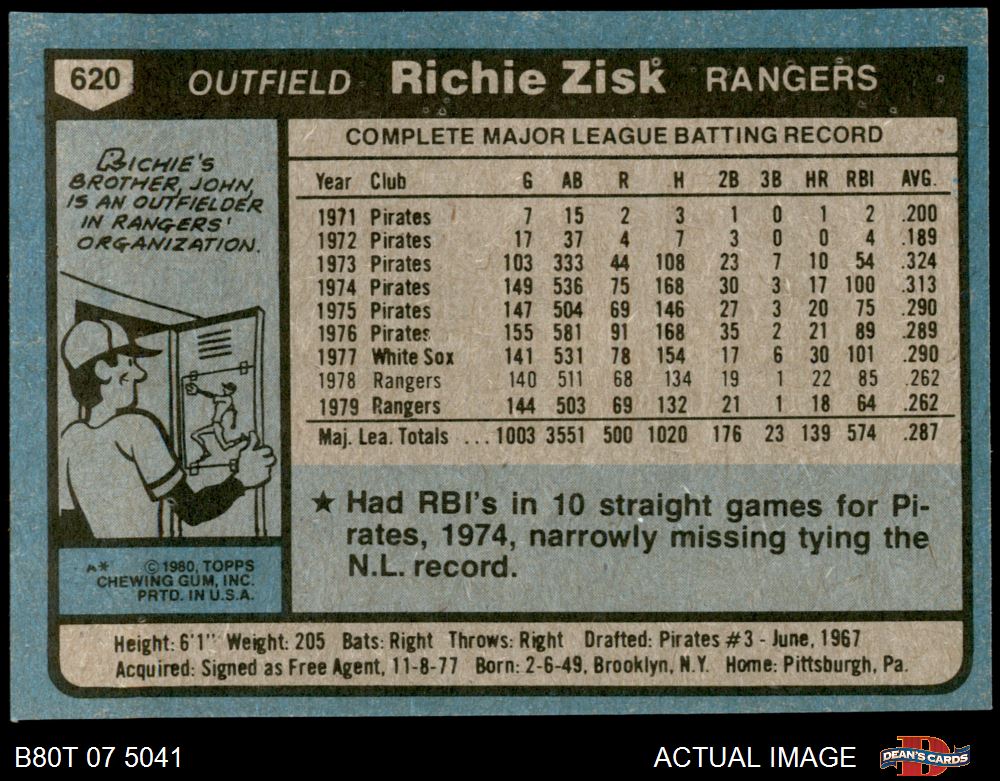 620 OUTFIELD Richie Zisk RANGERS
RICHIE'S
BROTHER, JOHN,
IS AN OUTFIELDER
IN RANGERS'
ORGANIZATION.
A* © 1980, TOPPS
CHEWING GUM, INC.
PRTD. IN U.S.A.
COMPLETE MAJOR LEAGUE BATTING RECORD
Year Club G AB R H 2B 3B HR RBI AVG.
1971 Pirates 7 15 2 3 1 0 1 2 .200
1972 Pirates 17 37 4 7 3 0 0 4 .189
1973 Pirates 103 333 44 108 23 7 10 54 .324
1974 Pirates 149 536 75 168 30 3 17 100 .313
1975 Pirates 147 504 69 146 27 3 20 75 .290
1976 Pirates 155 581 91 168 35 2 21 89 .289
1977 White Sox 141 531 78 154 17 6 30 101 .290
1978 Rangers 140 511 68 134 19 1 22 85 .262
1979 Rangers 144 503 69 132 21 1 18 64 .262
Maj. Lea. Totals ... 1003 3551 500 1020 176 23 139 574 .287
★ Had RBI's in 10 straight games for Pi-
rates, 1974, narrowly missing tying the
N.L. record.
Height: 6'1" Weight: 205 Bats: Right Throws: Right Drafted: Pirates #3 - June, 1967
Acquired: Signed as Free Agent, 11-8-77 Born: 2-6-49, Brooklyn, N.Y. Home: Pittsburgh, Pa.
B80T 07 5041 ACTUAL IMAGE DEAN'S CARDS